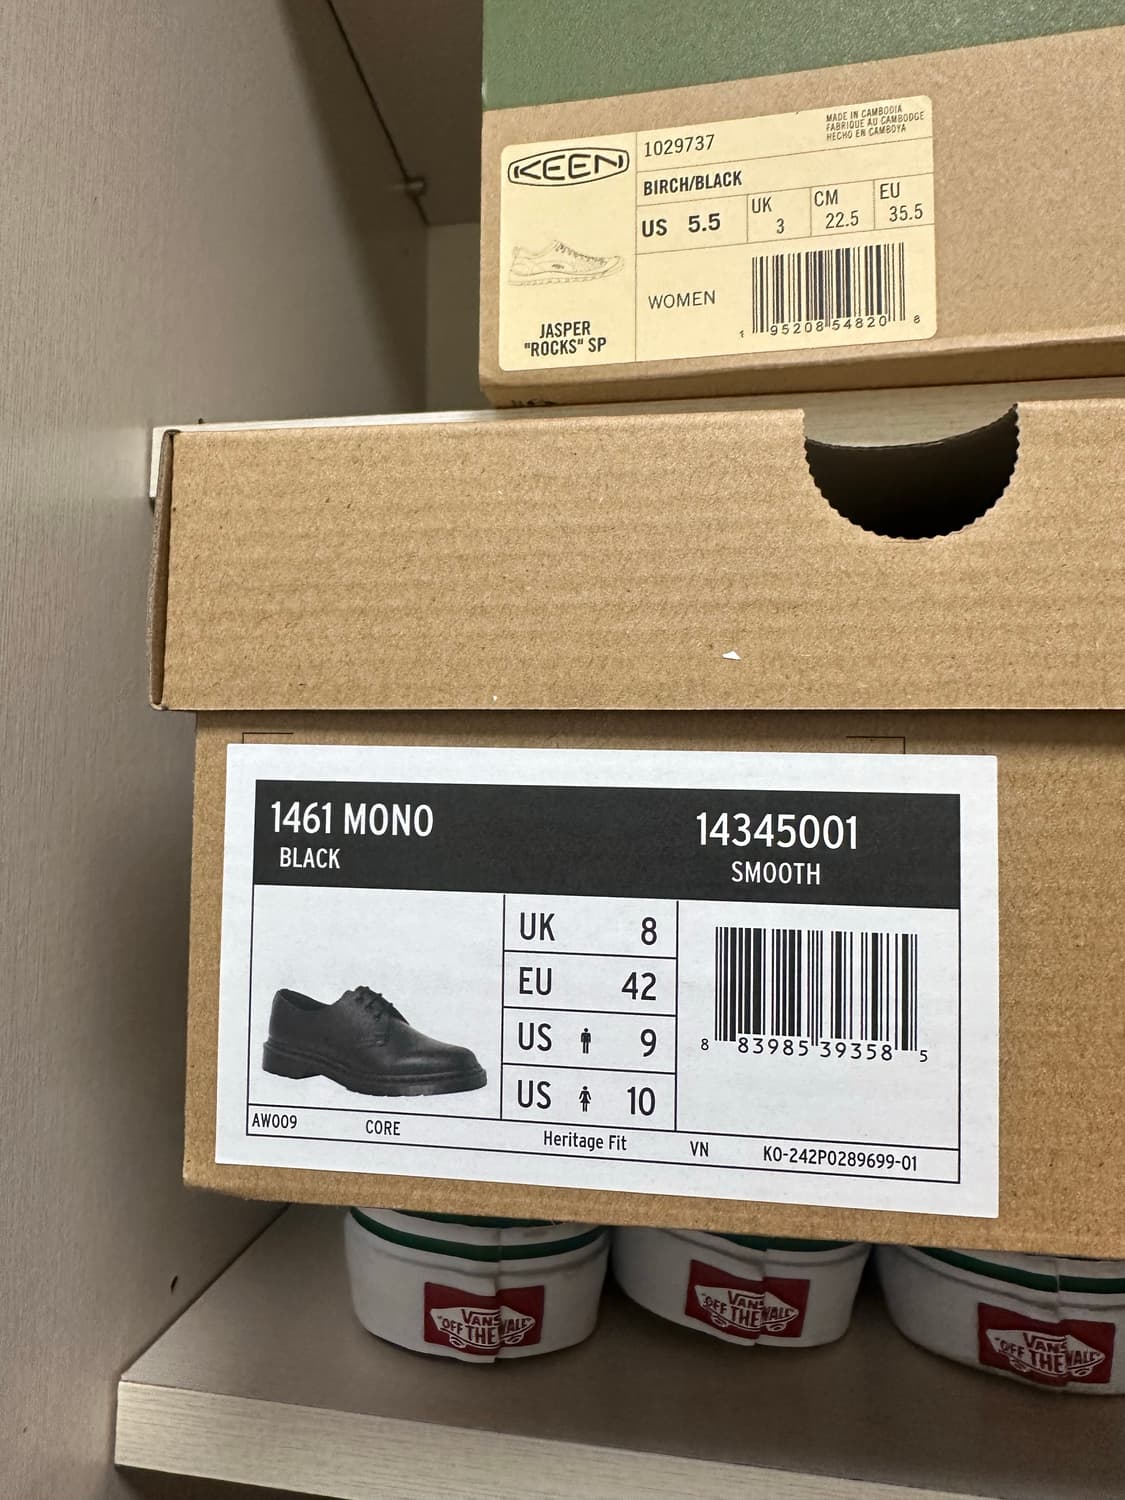 KEEN
1029737
MADE IN CAMBODIA
FABRIQUE AU CAMBODGE
HECHO EN CAMBOYA
BIRCH/BLACK
US 5.5
UK 3
CM 22.5
EU 35.5
WOMEN
1 95208 54820 8
JASPER
"ROCKS" SP
1461 MONO
BLACK
14345001
SMOOTH
UK 8
EU 42
US 9
US 10
8 83985 39358 5
AW009 CORE Heritage Fit VN KO-242P0289699-01
VANS
"OFF THE WALL"
VANS
"OFF THE WALL"
VANS
"OFF THE WALL"